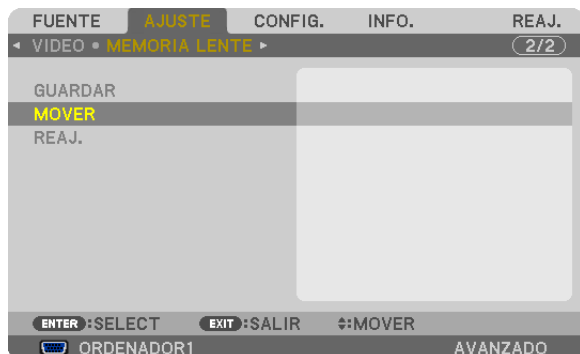 FUENTE AJUSTE CONFIG. INFO. REAJ.
◂ VIDEO • MEMORIA LENTE ▸ 2/2
GUARDAR
MOVER
REAJ.
ENTER :SELECT EXIT :SALIR ♦:MOVER
ORDENADOR1 AVANZADO